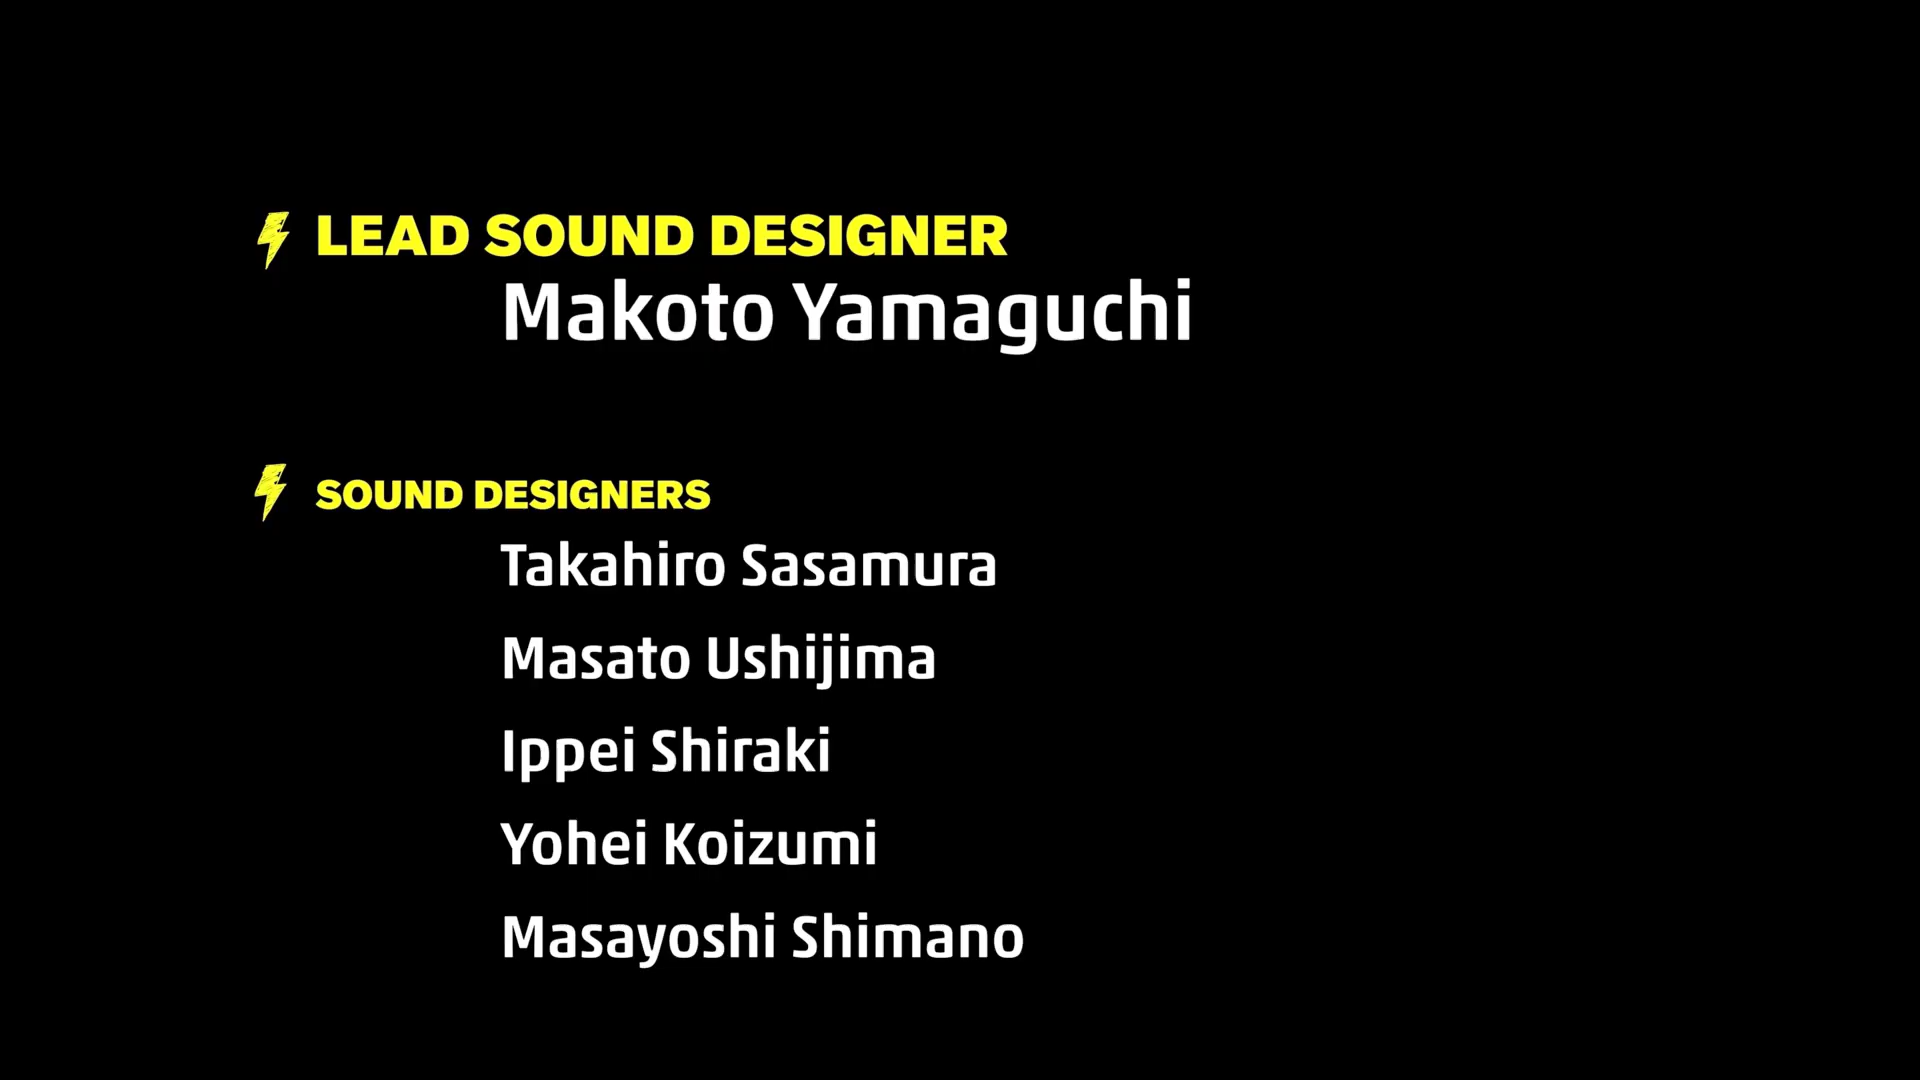 LEAD SOUND DESIGNER
Makoto Yamaguchi
SOUND DESIGNERS
Takahiro Sasamura
Masato Ushijima
Ippei Shiraki
Yohei Koizumi
Masayoshi Shimano